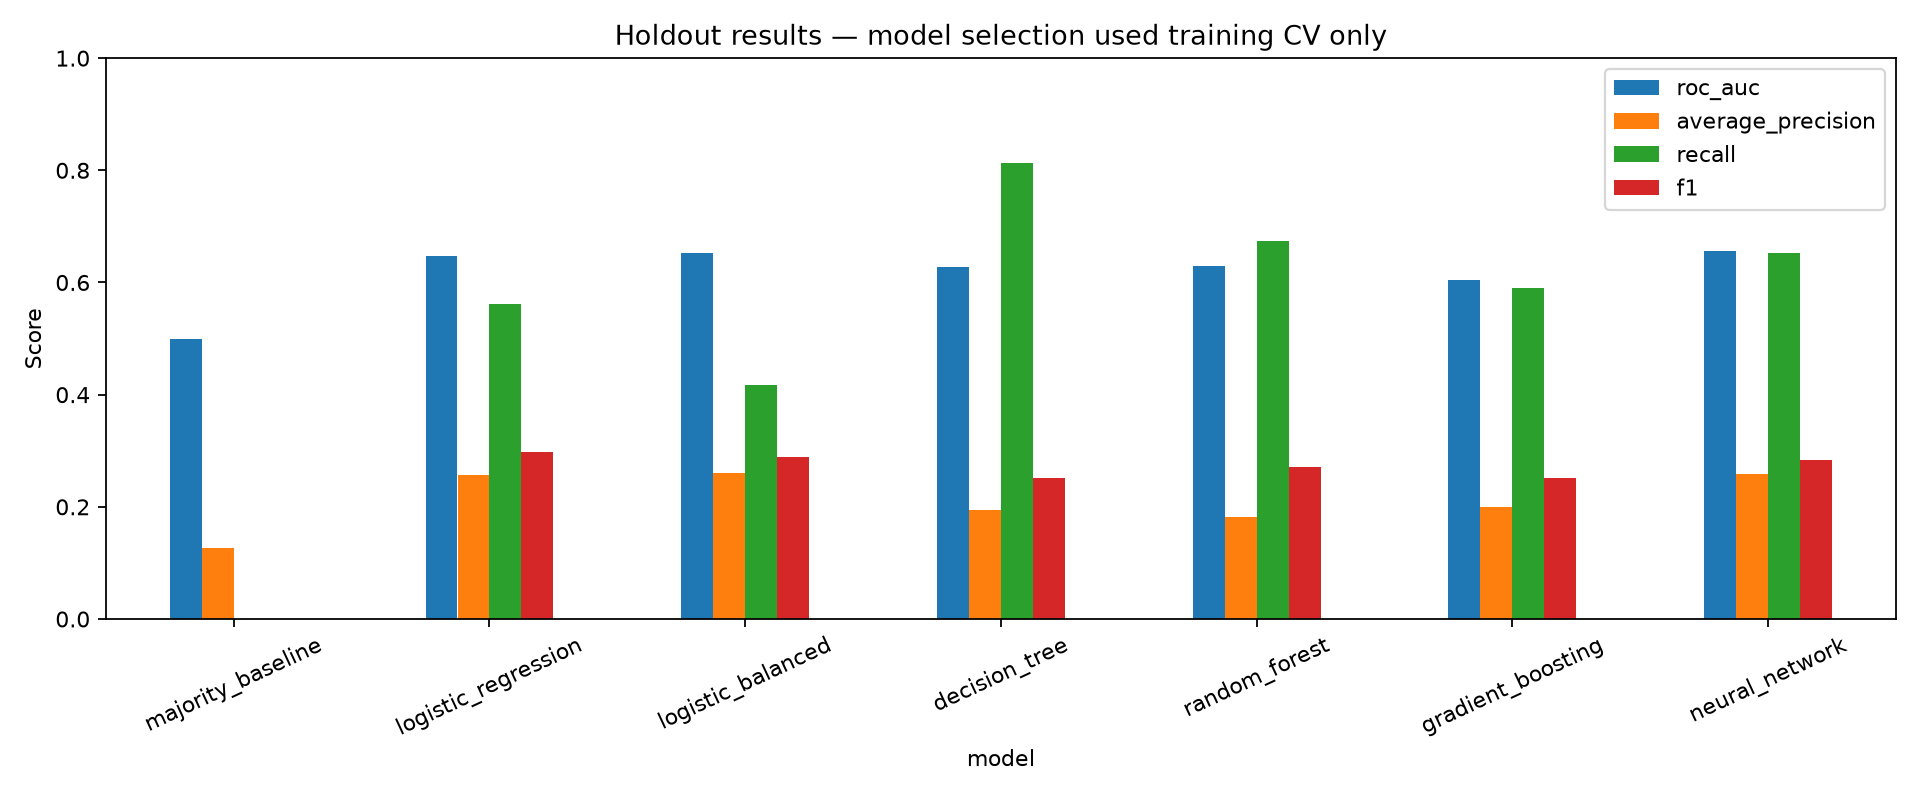 Holdout results — model selection used training CV only
roc_auc
average_precision
recall
f1
Score
1.0
0.8
0.6
0.4
0.2
0.0
majority_baseline
logistic_regression
logistic_balanced
decision_tree
random_forest
gradient_boosting
neural_network
model